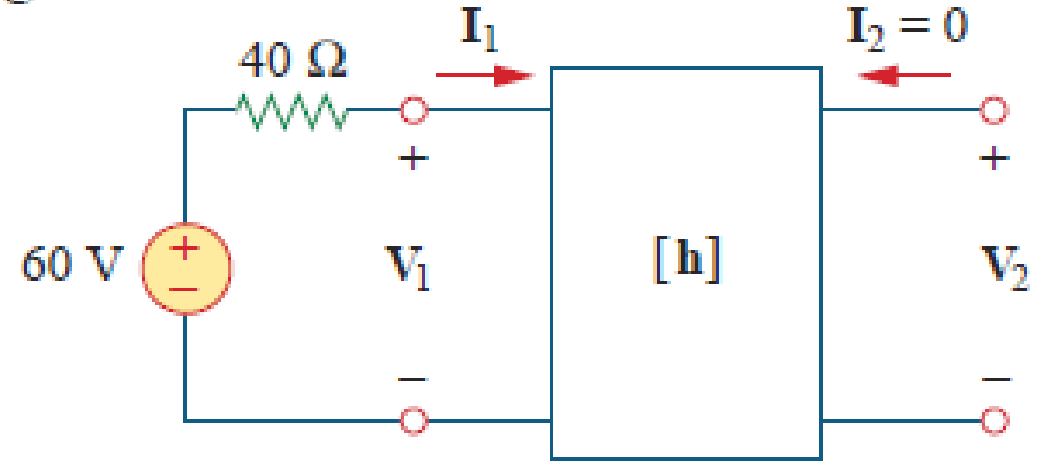 I₁
I₂ = 0
40 Ω
+
+
60 V
+
−
V₁
[h]
V₂
−
−